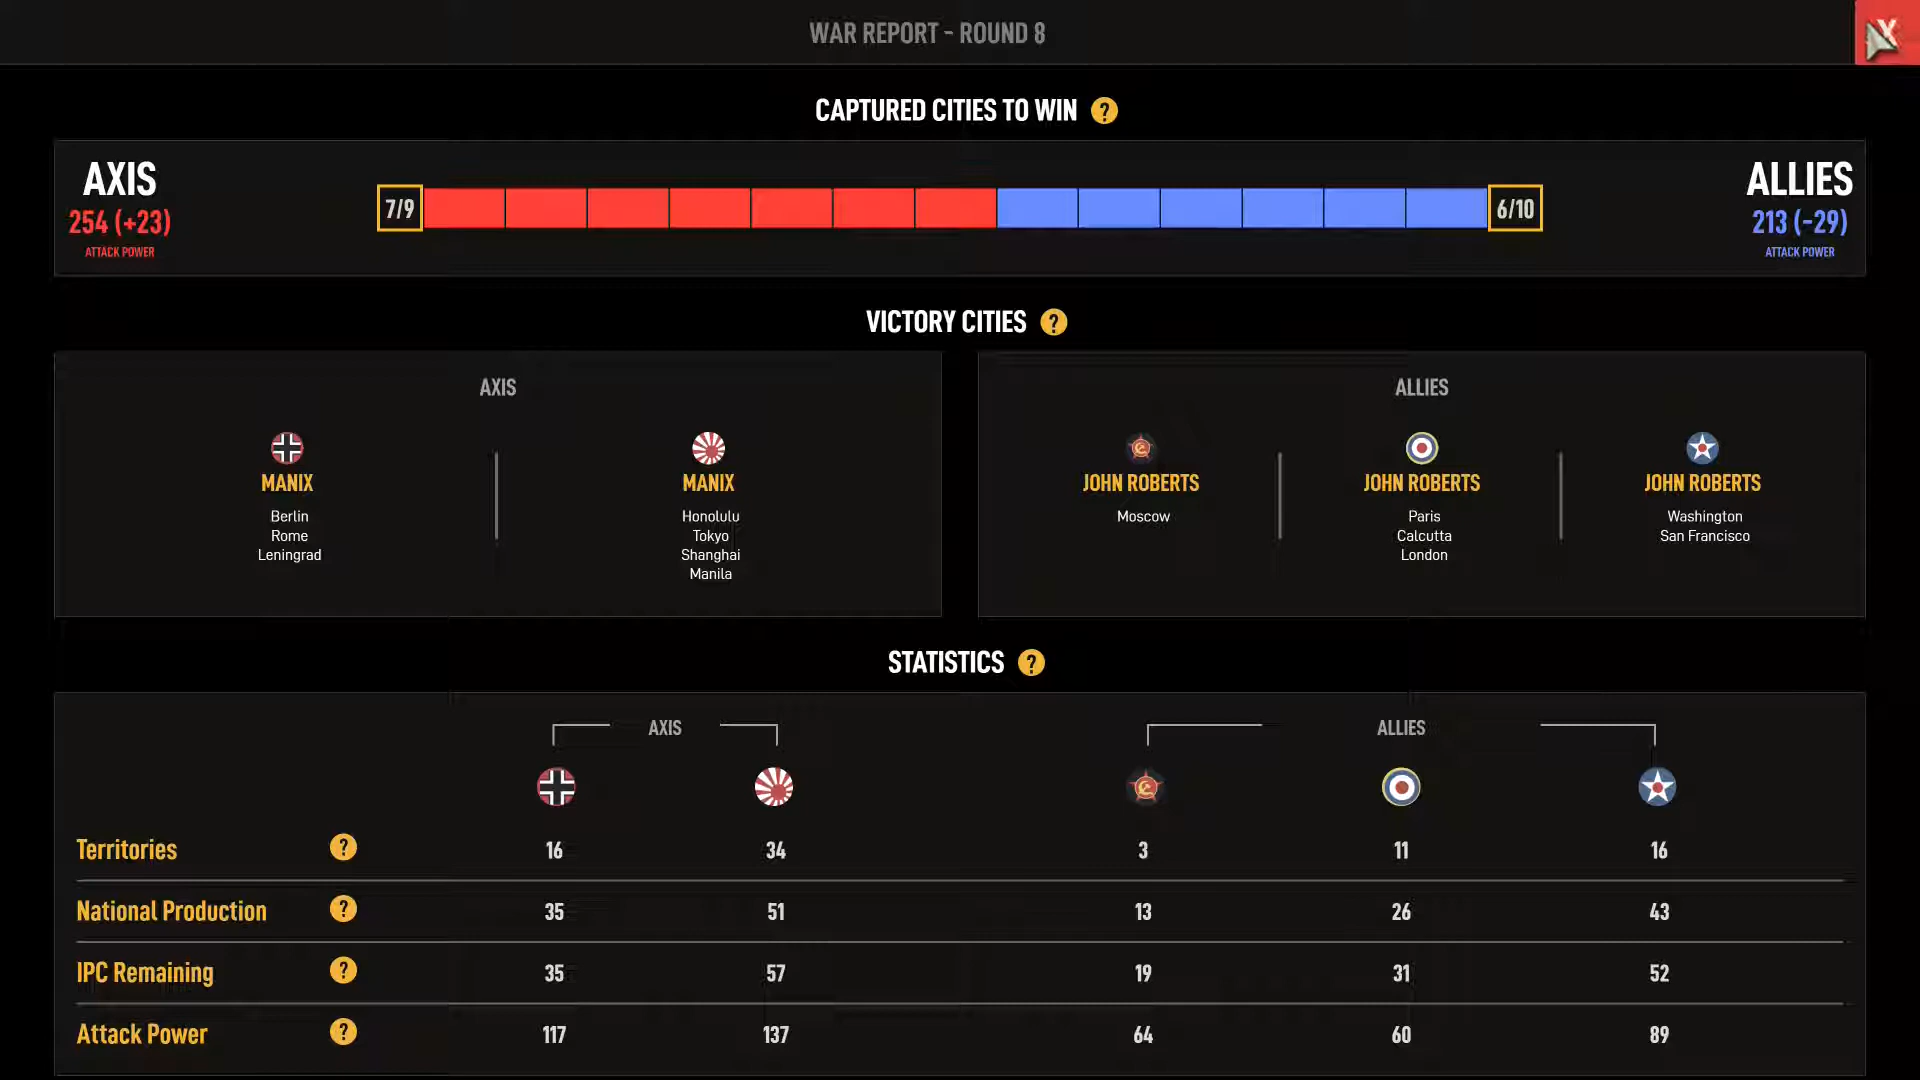 WAR REPORT - ROUND 8
X
CAPTURED CITIES TO WIN ?
AXIS
254 (+23)
ATTACK POWER
7/9
6/10
ALLIES
213 (-29)
ATTACK POWER
VICTORY CITIES ?
AXIS
MANIX
Berlin
Rome
Leningrad
MANIX
Honolulu
Tokyo
Shanghai
Manila
ALLIES
JOHN ROBERTS
Moscow
JOHN ROBERTS
Paris
Calcutta
London
JOHN ROBERTS
Washington
San Francisco
STATISTICS ?
AXIS
ALLIES
Territories ? 16 34 3 11 16
National Production ? 35 51 13 26 43
IPC Remaining ? 35 57 19 31 52
Attack Power ? 117 137 64 60 89